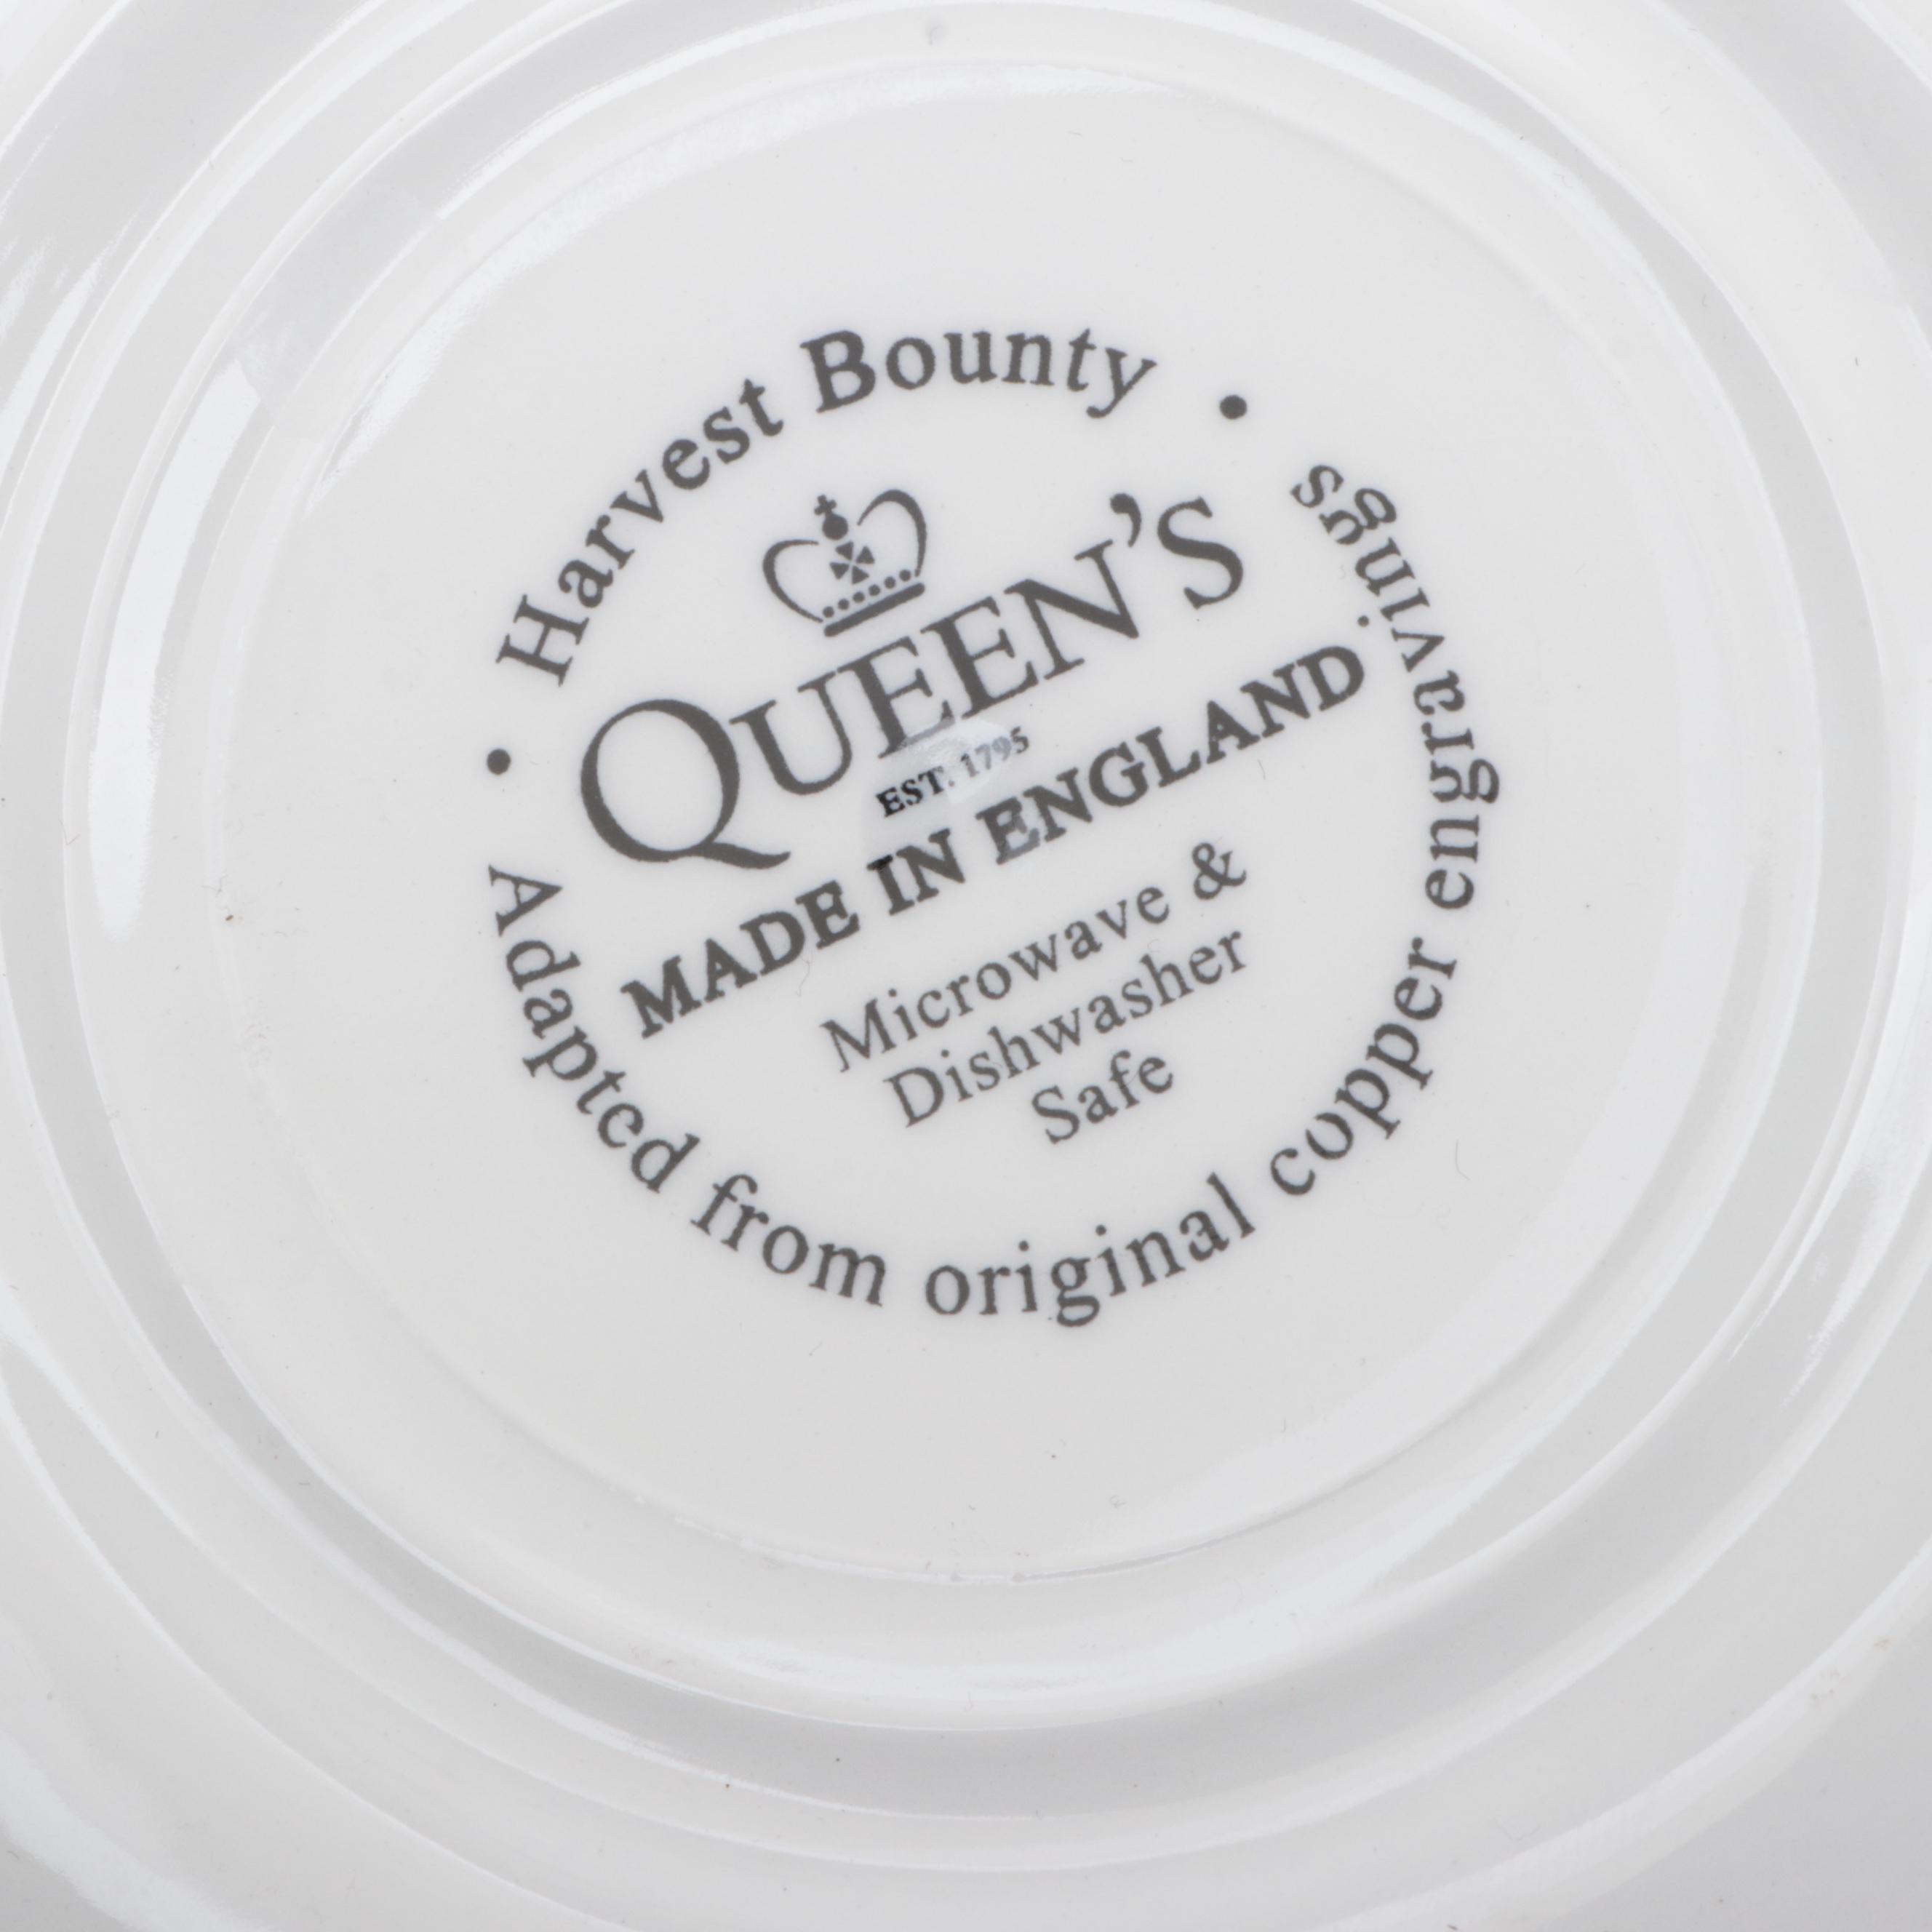 • Harvest Bounty •
QUEEN'S
EST. 1795
MADE IN ENGLAND
Microwave &
Dishwasher
Safe
Adapted from original copper engravings